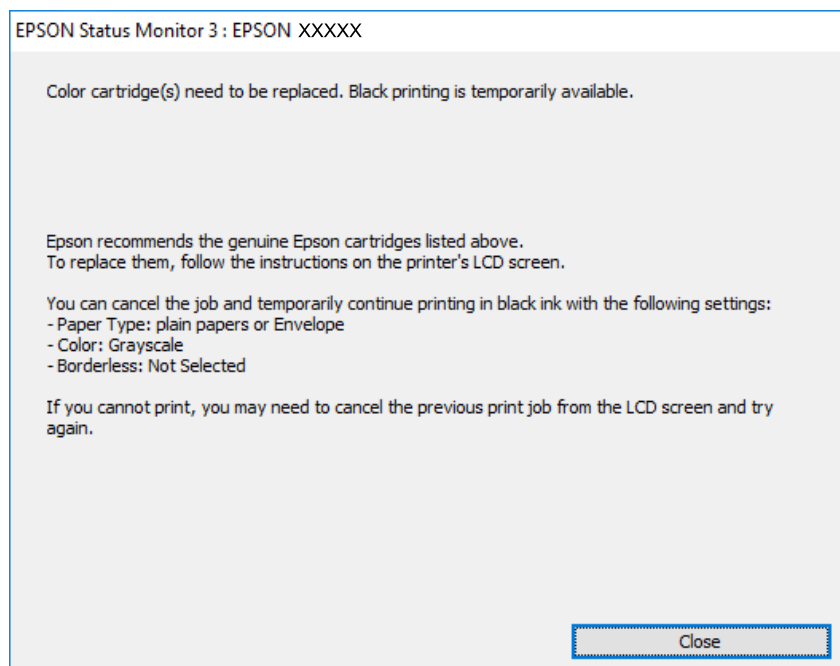 EPSON Status Monitor 3 : EPSON XXXXX
Color cartridge(s) need to be replaced. Black printing is temporarily available.
Epson recommends the genuine Epson cartridges listed above.
To replace them, follow the instructions on the printer's LCD screen.
You can cancel the job and temporarily continue printing in black ink with the following settings:
- Paper Type: plain papers or Envelope
- Color: Grayscale
- Borderless: Not Selected
If you cannot print, you may need to cancel the previous print job from the LCD screen and try
again.
Close